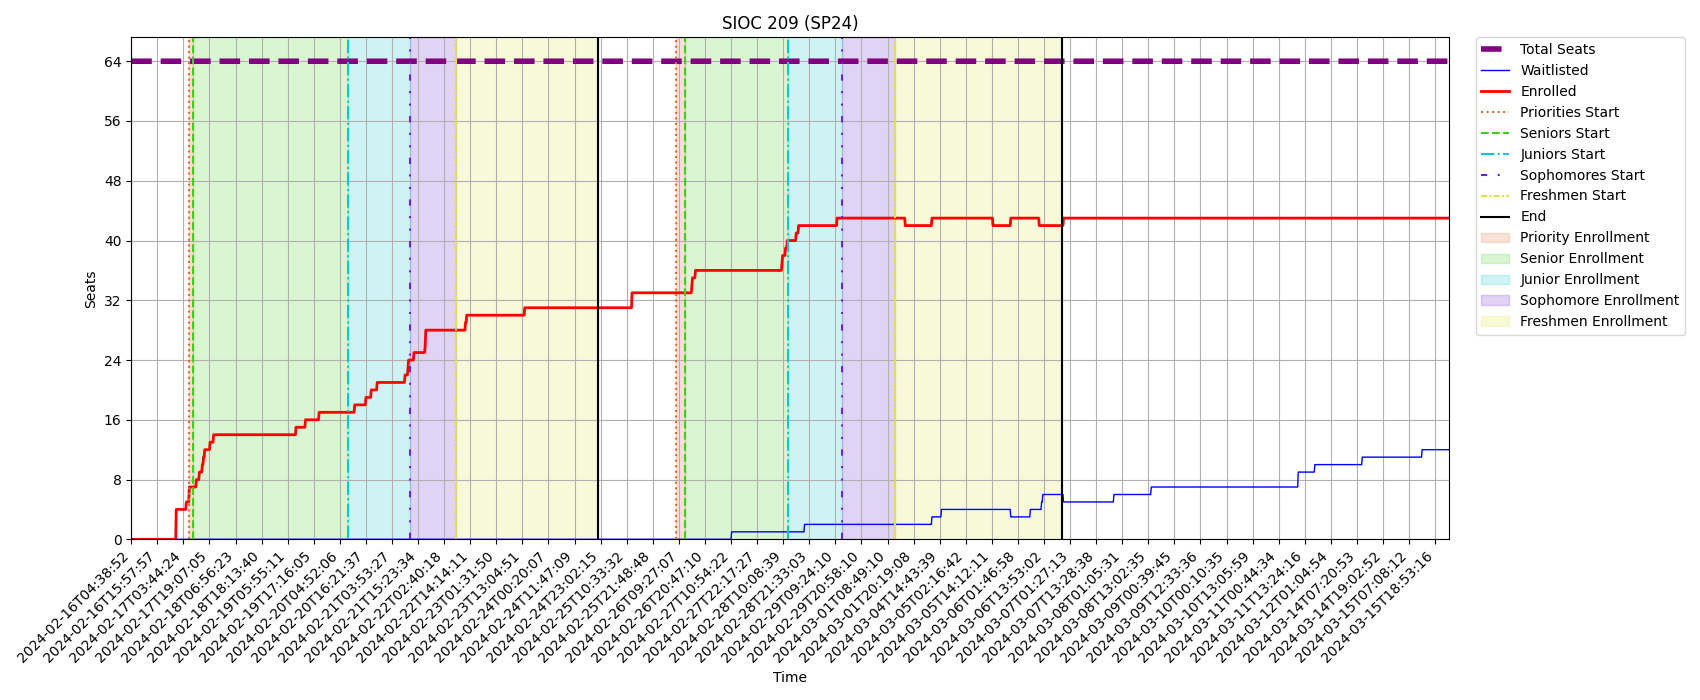 SIOC 209 (SP24)
Seats
64
56
48
40
32
24
16
8
0
2024-02-16T04:38:52
2024-02-16T15:57:57
2024-02-17T03:44:24
2024-02-17T19:07:05
2024-02-18T06:56:23
2024-02-18T18:13:40
2024-02-19T05:55:11
2024-02-19T17:16:05
2024-02-20T04:52:06
2024-02-20T16:21:37
2024-02-21T03:53:27
2024-02-21T15:23:34
2024-02-22T02:40:18
2024-02-22T14:14:11
2024-02-23T01:31:50
2024-02-23T13:04:51
2024-02-24T00:20:07
2024-02-24T11:47:09
2024-02-24T23:02:15
2024-02-25T10:33:32
2024-02-25T21:48:48
2024-02-26T09:27:07
2024-02-26T20:47:10
2024-02-27T10:54:22
2024-02-27T22:17:27
2024-02-28T10:08:39
2024-02-28T21:33:03
2024-02-29T09:24:10
2024-02-29T20:58:10
2024-03-01T08:49:10
2024-03-01T20:19:08
2024-03-04T14:43:39
2024-03-05T02:16:42
2024-03-05T14:12:11
2024-03-06T01:46:58
2024-03-06T13:53:02
2024-03-07T01:27:13
2024-03-07T13:28:38
2024-03-08T01:05:31
2024-03-08T13:02:35
2024-03-09T00:39:45
2024-03-09T12:33:36
2024-03-10T00:10:35
2024-03-10T13:05:59
2024-03-11T00:44:34
2024-03-11T13:24:16
2024-03-12T01:04:54
2024-03-14T07:20:53
2024-03-14T19:02:52
2024-03-15T07:08:12
2024-03-15T18:53:16
Time
Total Seats
Waitlisted
Enrolled
Priorities Start
Seniors Start
Juniors Start
Sophomores Start
Freshmen Start
End
Priority Enrollment
Senior Enrollment
Junior Enrollment
Sophomore Enrollment
Freshmen Enrollment